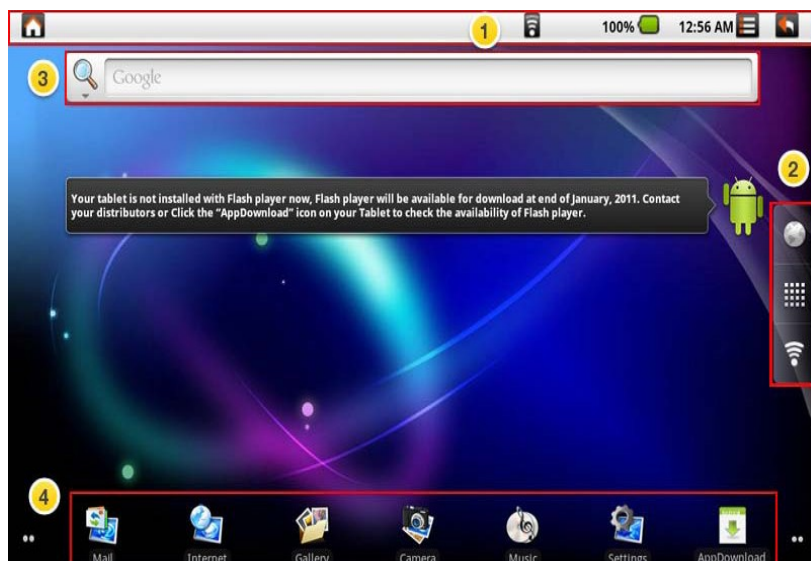 1
100%
12:56 AM
3
Google
2
Your tablet is not installed with Flash player now, Flash player will be available for download at end of January, 2011. Contact
your distributors or Click the "AppDownload" icon on your Tablet to check the availability of Flash player.
4
Mail
Internet
Gallery
Camera
Music
Settings
AppDownload